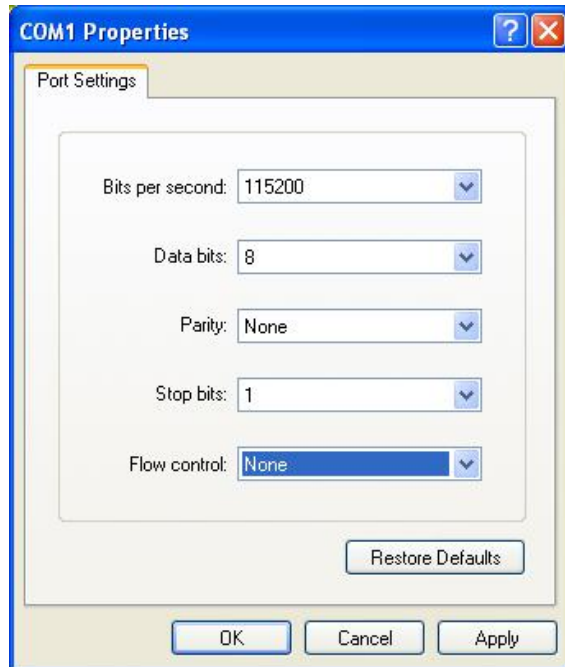 COM1 Properties
Port Settings
Bits per second: 115200
Data bits: 8
Parity: None
Stop bits: 1
Flow control: None
Restore Defaults
OK Cancel Apply